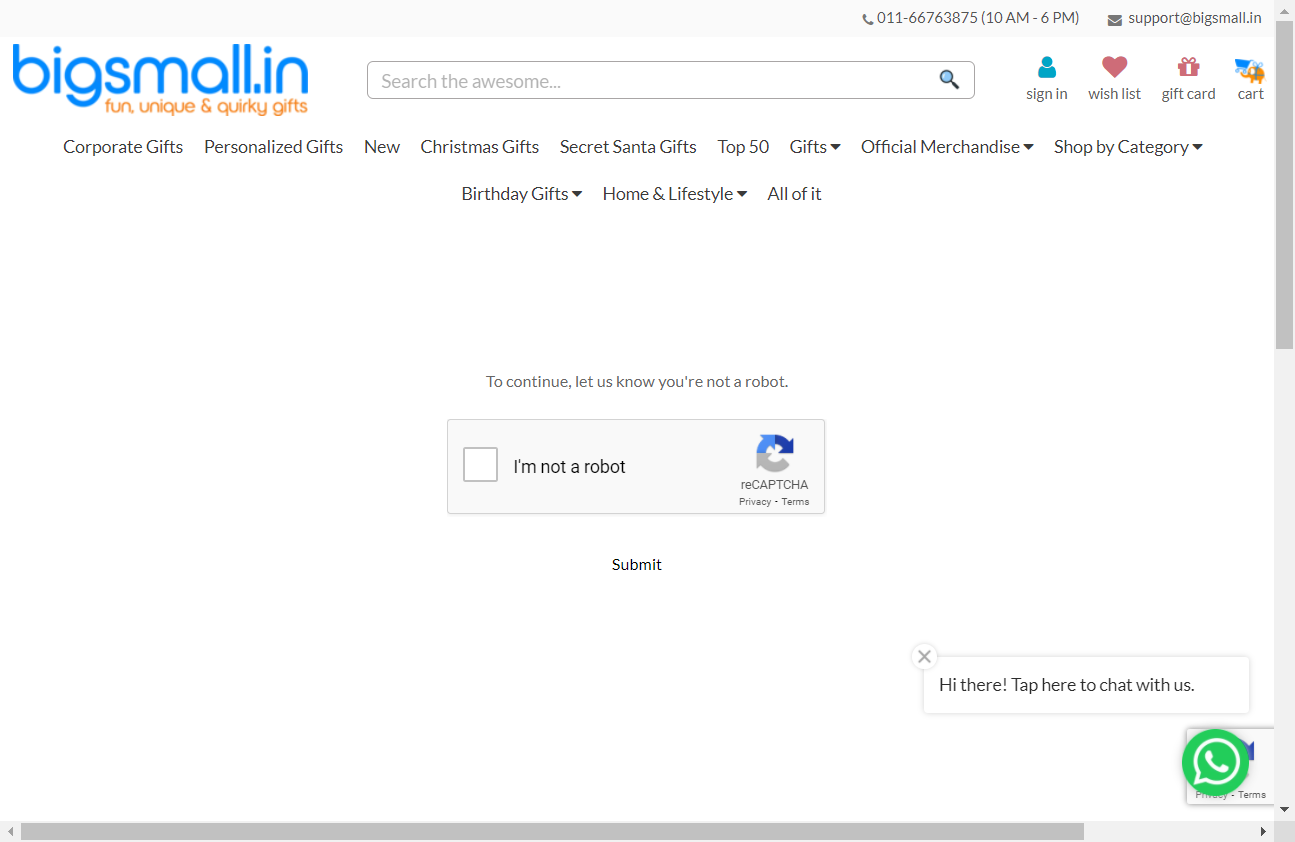 011-66763875 (10 AM - 6 PM) support@bigsmall.in
bigsmall.in
fun, unique & quirky gifts
Search the awesome...
sign in wish list gift card cart
Corporate Gifts Personalized Gifts New Christmas Gifts Secret Santa Gifts Top 50 Gifts Official Merchandise Shop by Category
Birthday Gifts Home & Lifestyle All of it
To continue, let us know you're not a robot.
I'm not a robot
reCAPTCHA
Privacy - Terms
Submit
Hi there! Tap here to chat with us.
Privacy - Terms